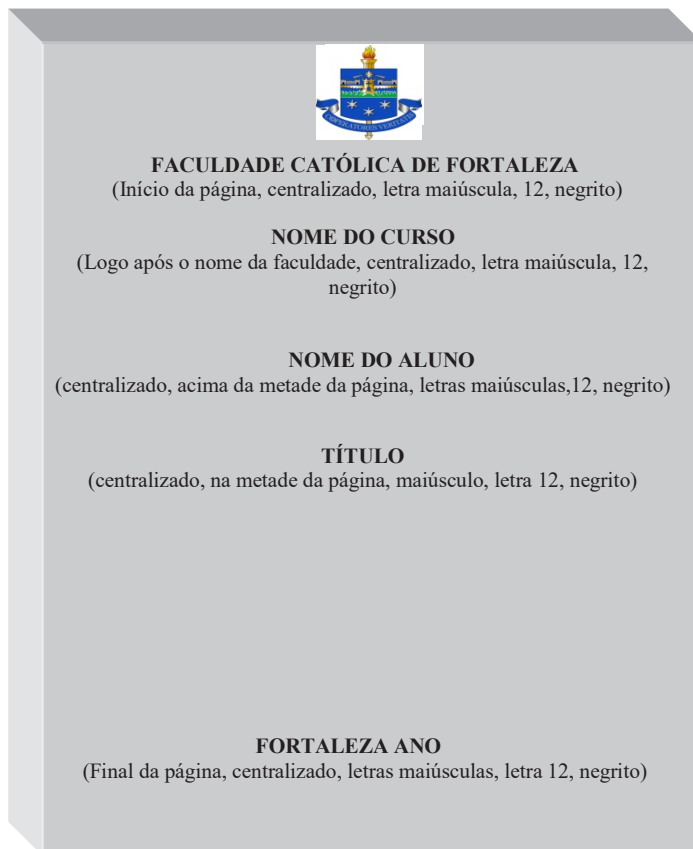 OBSERATORES VERITATIS
FACULDADE CATÓLICA DE FORTALEZA
(Início da página, centralizado, letra maiúscula, 12, negrito)
NOME DO CURSO
(Logo após o nome da faculdade, centralizado, letra maiúscula, 12,
negrito)
NOME DO ALUNO
(centralizado, acima da metade da página, letras maiúsculas,12, negrito)
TÍTULO
(centralizado, na metade da página, maiúsculo, letra 12, negrito)
FORTALEZA ANO
(Final da página, centralizado, letras maiúsculas, letra 12, negrito)